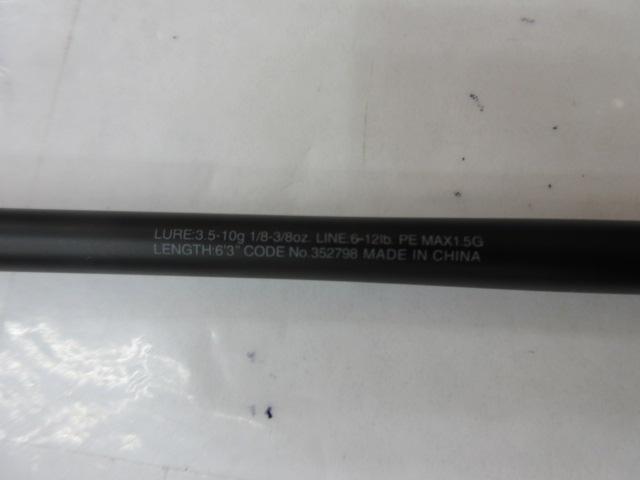 LURE:3.5-10g 1/8-3/8oz. LINE:6-12lb. PE MAX1.5G
LENGTH:6'3" CODE No.352798 MADE IN CHINA